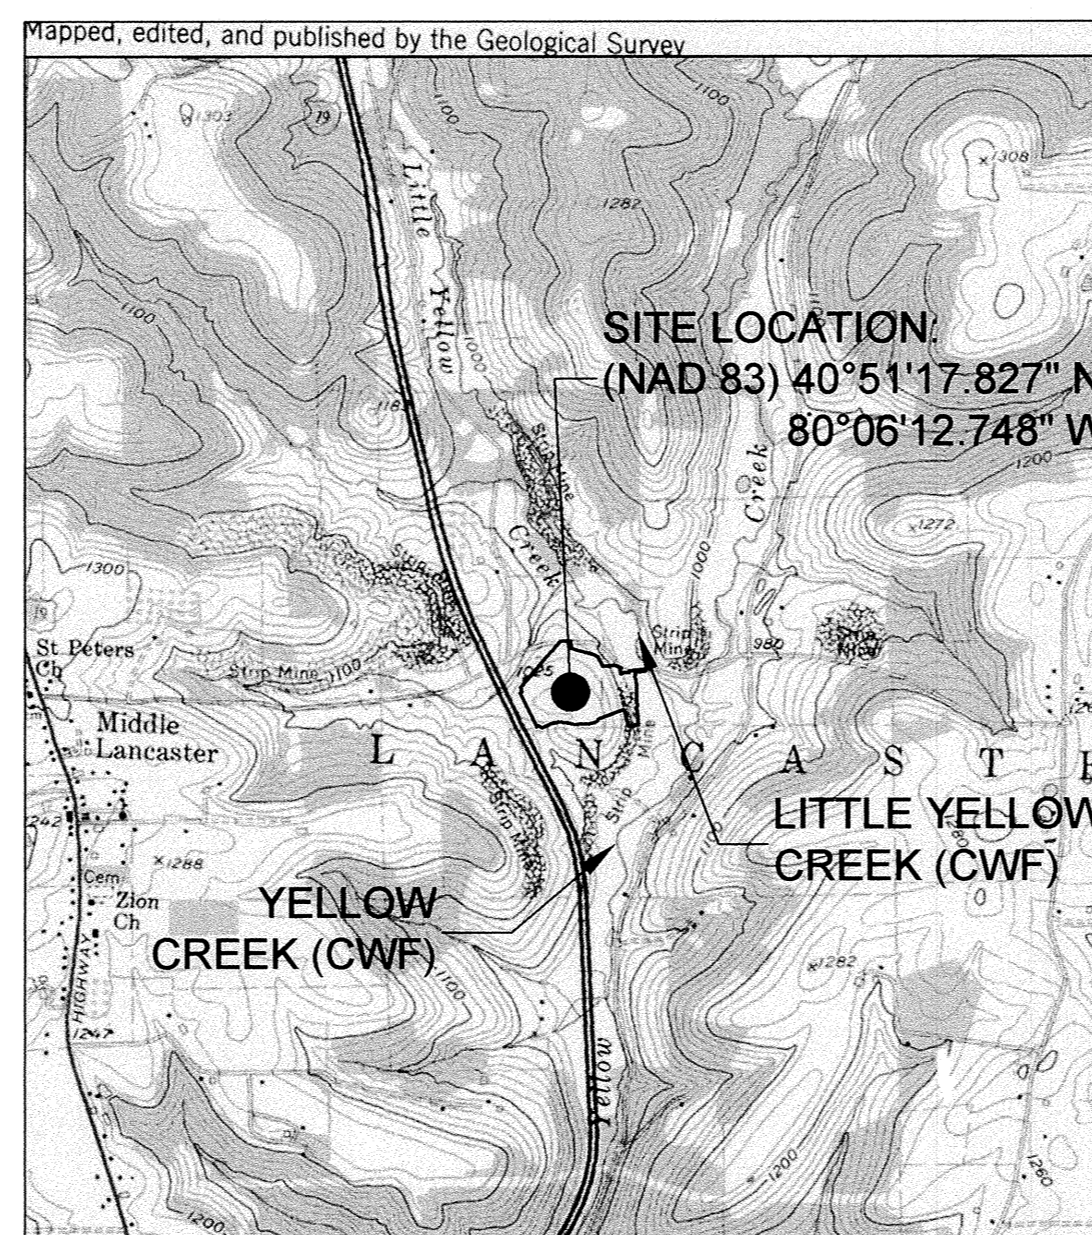 Mapped, edited, and published by the Geological Survey
1303
19
1100
1100
1308
Little
1282
Yellow
1000
1100
SITE LOCATION:
(NAD 83) 40°51'17.827" N
80°06'12.748" W
1200
Strip Mine
Creek
Creek
1272
1000
1300
19
Strip
Mine
980
Strip
Mine
St Peters
Ch
Strip Mine
1100
1025
Middle
Lancaster
L A N C A S T
Mine
Strip
Strip Mine
1242
1288
Cem
Zion
Ch
1100
LITTLE YELLOW
CREEK (CWF)
1280
YELLOW
CREEK (CWF)
1282
1100
HIGHWAY
1247
Yellow
1200
1260
1200